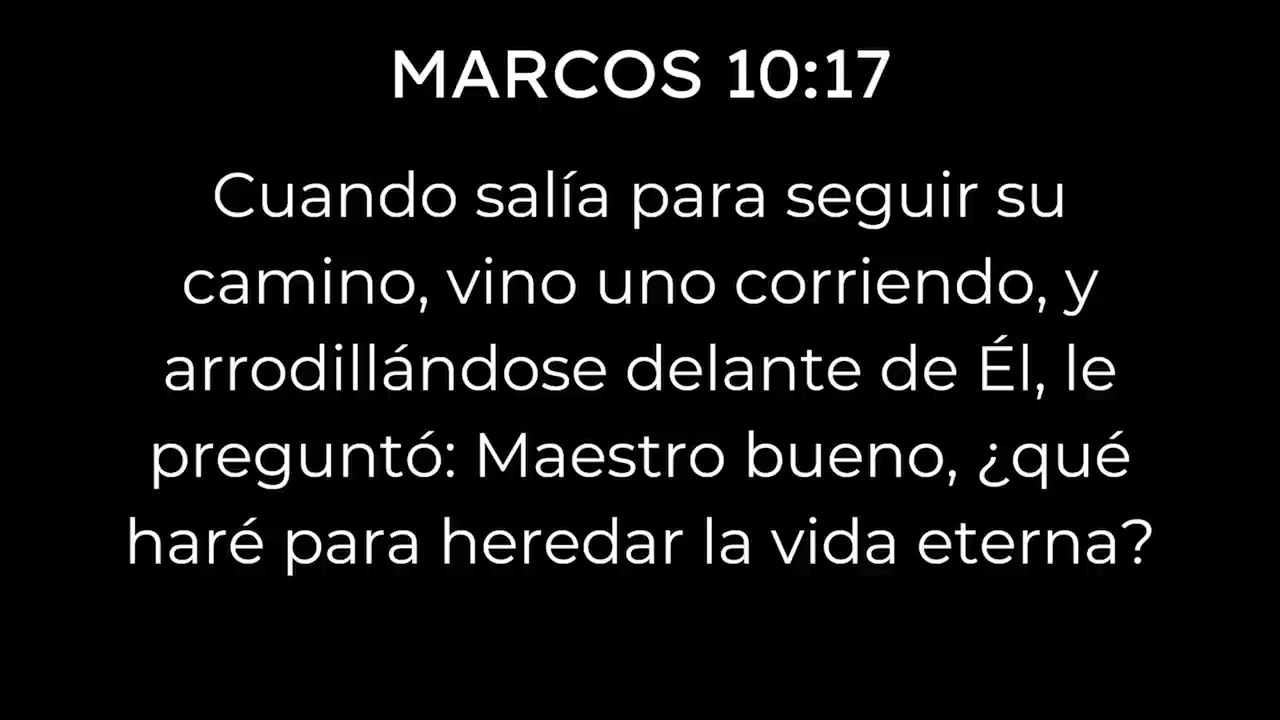 MARCOS 10:17
Cuando salía para seguir su
camino, vino uno corriendo, y
arrodillándose delante de Él, le
preguntó: Maestro bueno, ¿qué
haré para heredar la vida eterna?